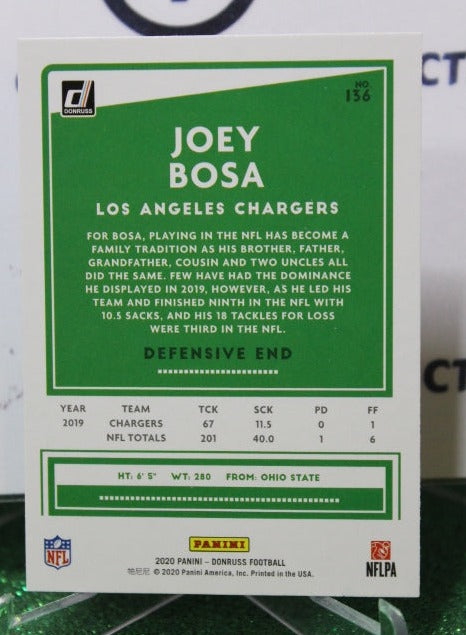 CT
NO.
136
DONRUSS
JOEY
BOSA
LOS ANGELES CHARGERS
FOR BOSA, PLAYING IN THE NFL HAS BECOME A
FAMILY TRADITION AS HIS BROTHER, FATHER,
GRANDFATHER, COUSIN AND TWO UNCLES ALL
DID THE SAME. FEW HAVE HAD THE DOMINANCE
HE DISPLAYED IN 2019, HOWEVER, AS HE LED HIS
TEAM AND FINISHED NINTH IN THE NFL WITH
10.5 SACKS, AND HIS 18 TACKLES FOR LOSS
WERE THIRD IN THE NFL.
DEFENSIVE END
YEAR TEAM TCK SCK PD FF
2019 CHARGERS 67 11.5 0 1
NFL TOTALS 201 40.0 1 6
HT: 6' 5" WT: 280 FROM: OHIO STATE
NFL
PANINI
NFLPA
2020 PANINI – DONRUSS FOOTBALL
帕尼尼 © 2020 Panini America, Inc. Printed in the USA.